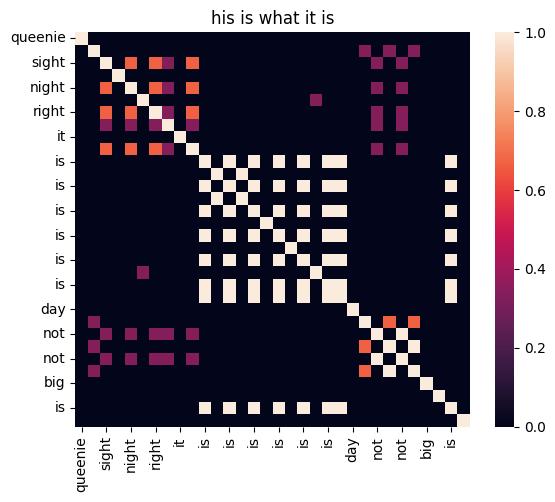 his is what it is
queenie
sight
night
right
it
is
is
is
is
is
is
day
not
not
big
is
1.0
0.8
0.6
0.4
0.2
0.0
queenie
sight
night
right
it
is
is
is
is
is
is
day
not
not
big
is